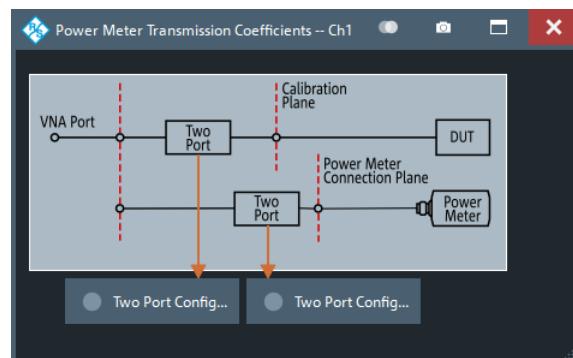 Power Meter Transmission Coefficients -- Ch1
Calibration
Plane
VNA Port
Two
Port
DUT
Power Meter
Connection Plane
Two
Port
Power
Meter
Two Port Config...
Two Port Config...